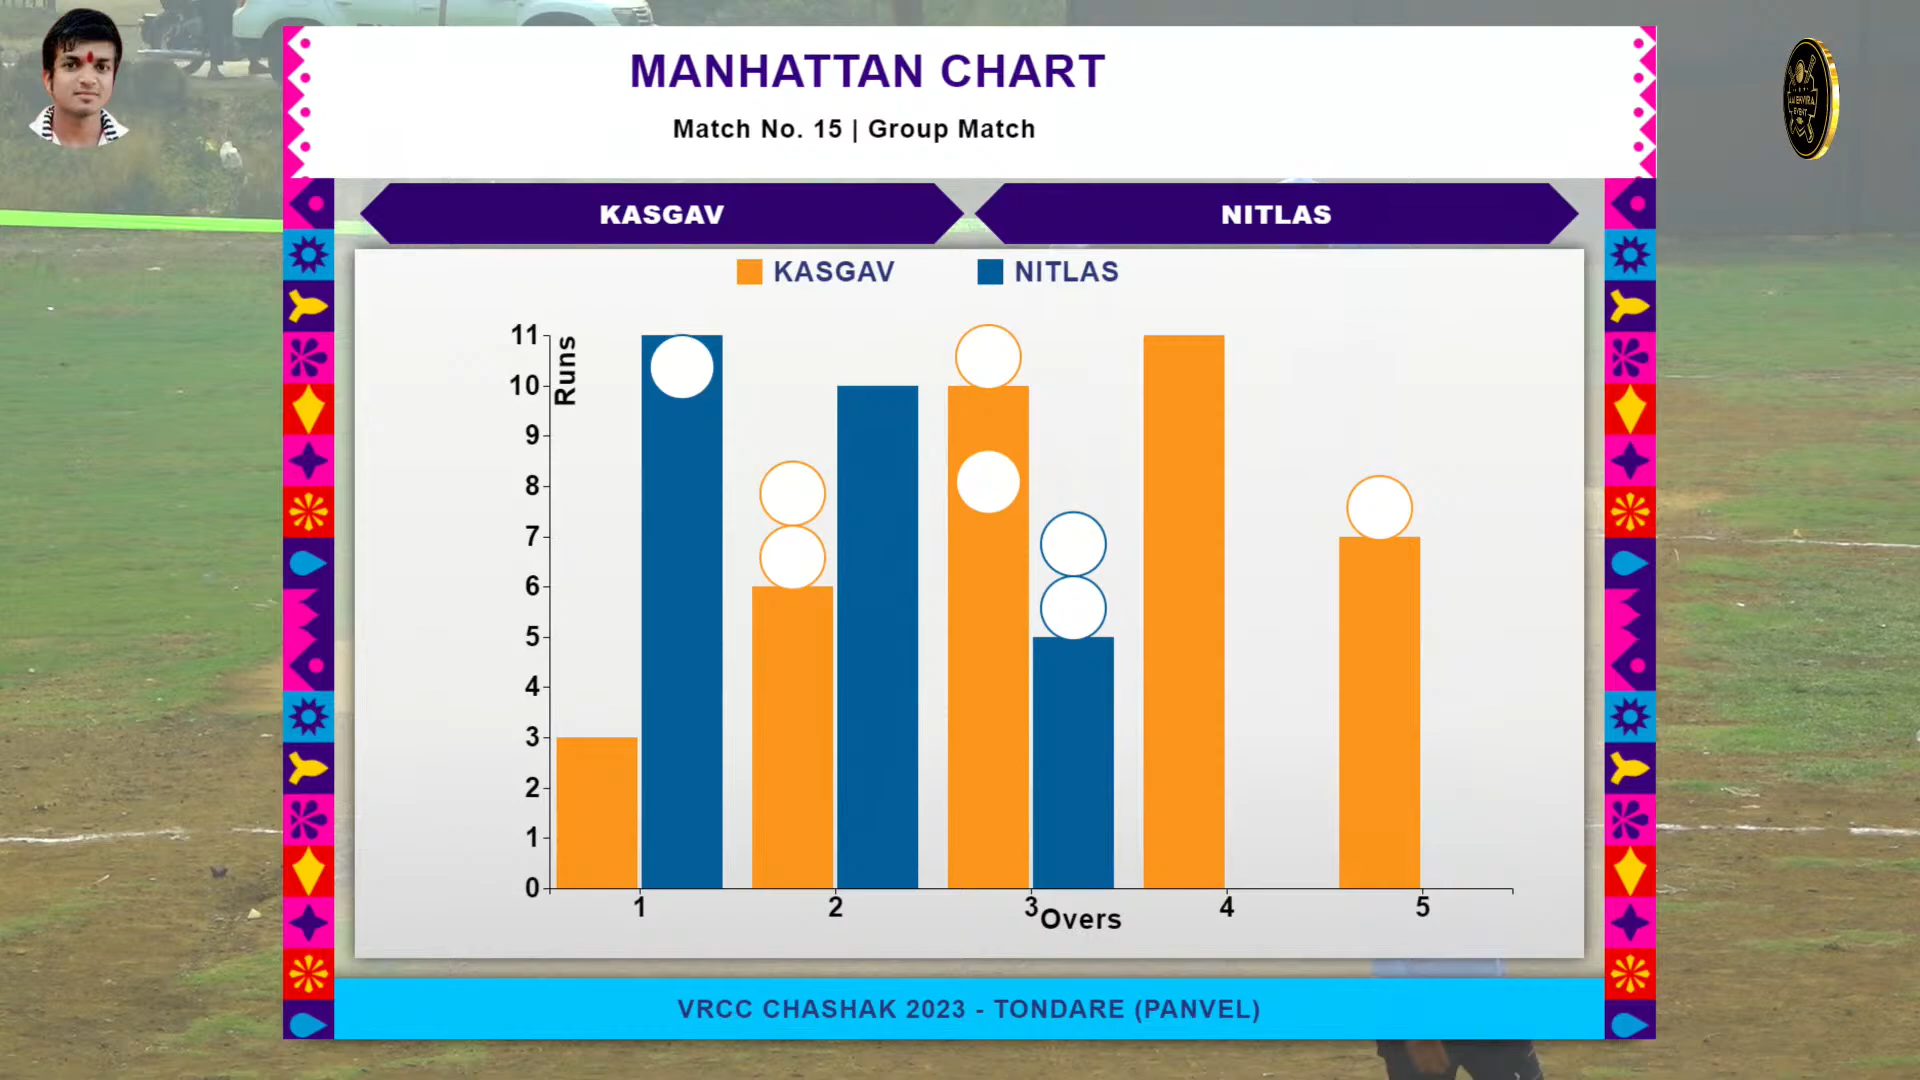 MANHATTAN CHART
Match No. 15 | Group Match
KASGAV
NITLAS
KASGAV
NITLAS
Runs
11
10
9
8
7
6
5
4
3
2
1
0
1
2
3
4
5
Overs
VRCC CHASHAK 2023 - TONDARE (PANVEL)